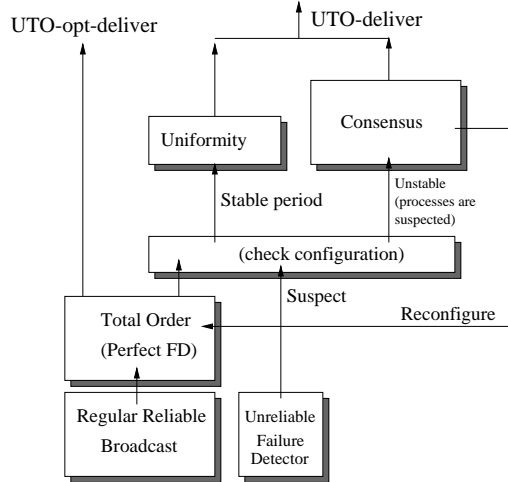 UTO-opt-deliver
UTO-deliver
Uniformity
Consensus
Stable period
Unstable
(processes are
suspected)
(check configuration)
Suspect
Total Order
(Perfect FD)
Reconfigure
Regular Reliable
Broadcast
Unreliable
Failure
Detector